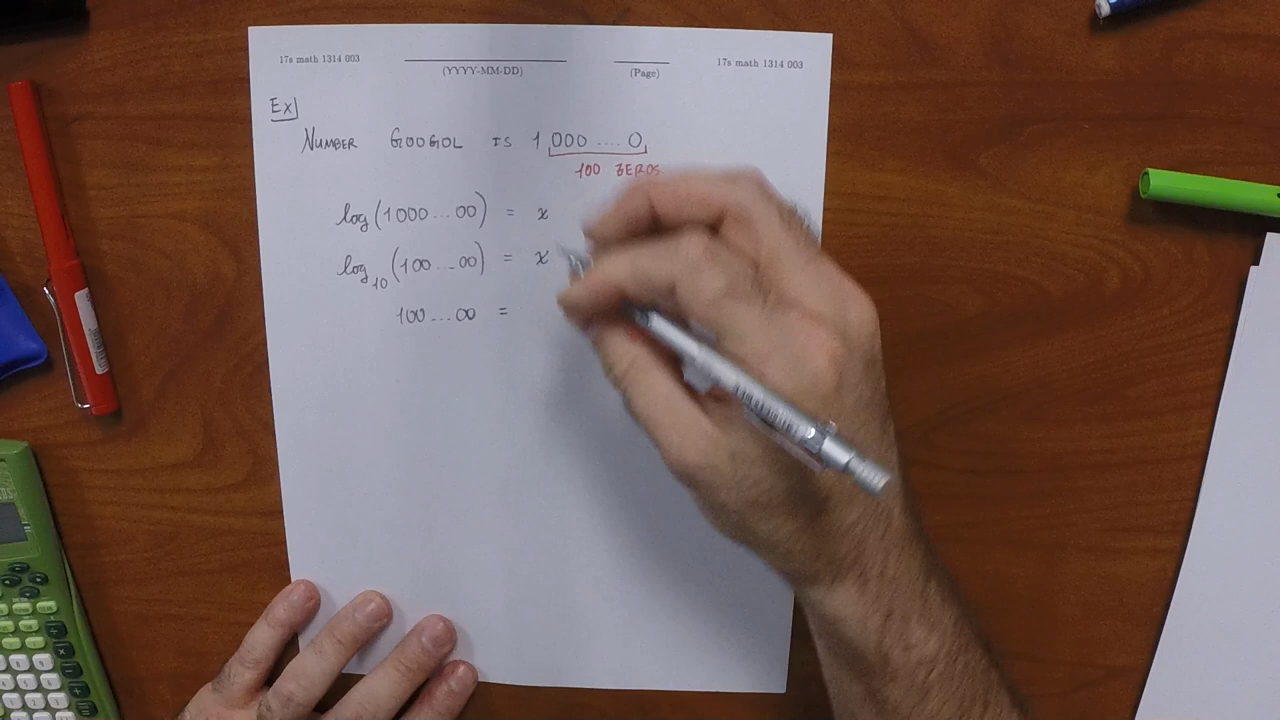 17s math 1314 003 (YYYY-MM-DD) (Page) 17s math 1314 003
Ex
NUMBER GOOGOL IS 1 000 .... 0
100 ZEROS
log(1000...00) = x
log₁₀(100...00) = x
100...00 =